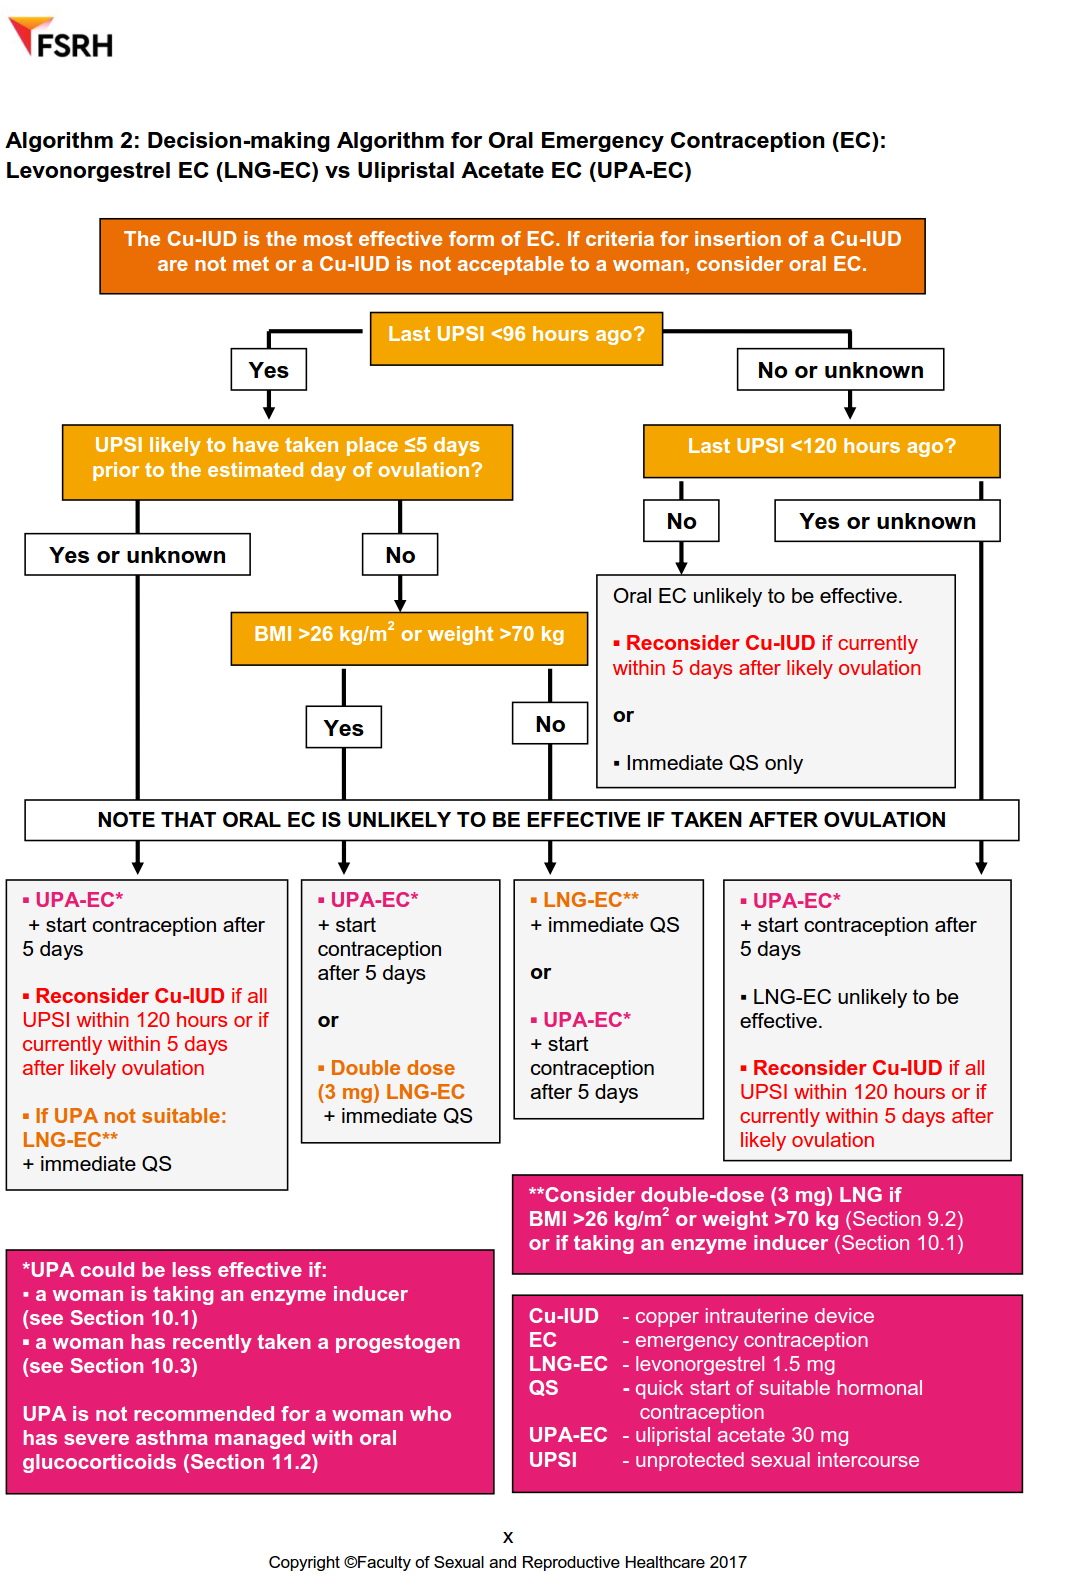 FSRH
Algorithm 2: Decision-making Algorithm for Oral Emergency Contraception (EC):
Levonorgestrel EC (LNG-EC) vs Ulipristal Acetate EC (UPA-EC)
The Cu-IUD is the most effective form of EC. If criteria for insertion of a Cu-IUD
are not met or a Cu-IUD is not acceptable to a woman, consider oral EC.
Last UPSI <96 hours ago?
Yes
No or unknown
UPSI likely to have taken place ≤5 days
prior to the estimated day of ovulation?
Last UPSI <120 hours ago?
Yes or unknown
No
No
Yes or unknown
BMI >26 kg/m² or weight >70 kg
Yes
No
Oral EC unlikely to be effective.
▪ Reconsider Cu-IUD if currently
within 5 days after likely ovulation
or
▪ Immediate QS only
NOTE THAT ORAL EC IS UNLIKELY TO BE EFFECTIVE IF TAKEN AFTER OVULATION
▪ UPA-EC*
+ start contraception after
5 days
▪ Reconsider Cu-IUD if all
UPSI within 120 hours or if
currently within 5 days
after likely ovulation
▪ If UPA not suitable:
LNG-EC**
+ immediate QS
▪ UPA-EC*
+ start
contraception
after 5 days
or
▪ Double dose
(3 mg) LNG-EC
+ immediate QS
▪ LNG-EC**
+ immediate QS
or
▪ UPA-EC*
+ start
contraception
after 5 days
▪ UPA-EC*
+ start contraception after
5 days
▪ LNG-EC unlikely to be
effective.
▪ Reconsider Cu-IUD if all
UPSI within 120 hours or if
currently within 5 days after
likely ovulation
**Consider double-dose (3 mg) LNG if
BMI >26 kg/m² or weight >70 kg (Section 9.2)
or if taking an enzyme inducer (Section 10.1)
*UPA could be less effective if:
▪ a woman is taking an enzyme inducer
(see Section 10.1)
▪ a woman has recently taken a progestogen
(see Section 10.3)
UPA is not recommended for a woman who
has severe asthma managed with oral
glucocorticoids (Section 11.2)
Cu-IUD - copper intrauterine device
EC - emergency contraception
LNG-EC - levonorgestrel 1.5 mg
QS - quick start of suitable hormonal
contraception
UPA-EC - ulipristal acetate 30 mg
UPSI - unprotected sexual intercourse
x
Copyright ©Faculty of Sexual and Reproductive Healthcare 2017